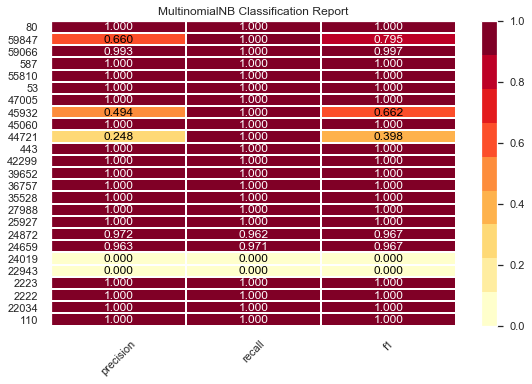 MultinomialNB Classification Report
80 1.000 1.000 1.000
59847 0.660 1.000 0.795
59066 0.993 1.000 0.997
587 1.000 1.000 1.000
55810 1.000 1.000 1.000
53 1.000 1.000 1.000
47005 1.000 1.000 1.000
45932 0.494 1.000 0.662
45060 1.000 1.000 1.000
44721 0.248 1.000 0.398
443 1.000 1.000 1.000
42299 1.000 1.000 1.000
39652 1.000 1.000 1.000
36757 1.000 1.000 1.000
35528 1.000 1.000 1.000
27988 1.000 1.000 1.000
25927 1.000 1.000 1.000
24872 0.972 0.962 0.967
24659 0.963 0.971 0.967
24019 0.000 0.000 0.000
22943 0.000 0.000 0.000
2223 1.000 1.000 1.000
2222 1.000 1.000 1.000
22034 1.000 1.000 1.000
110 1.000 1.000 1.000
precision recall f1
1.0
0.8
0.6
0.4
0.2
0.0